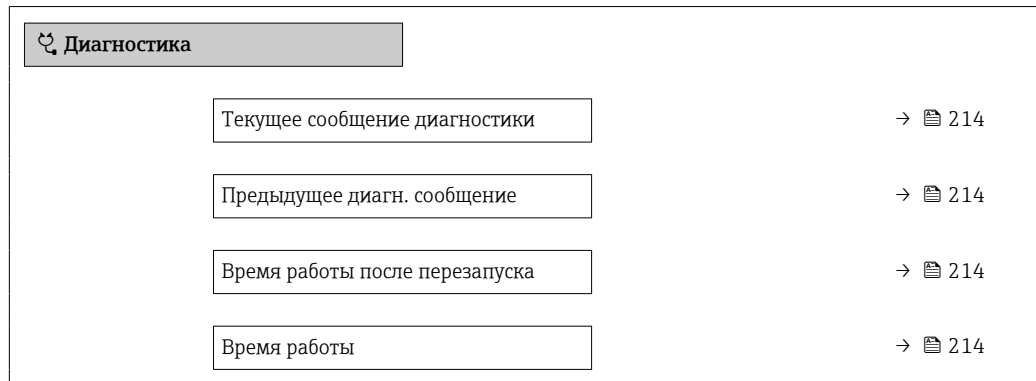 Диагностика
Текущее сообщение диагностики → 214
Предыдущее диагн. сообщение → 214
Время работы после перезапуска → 214
Время работы → 214